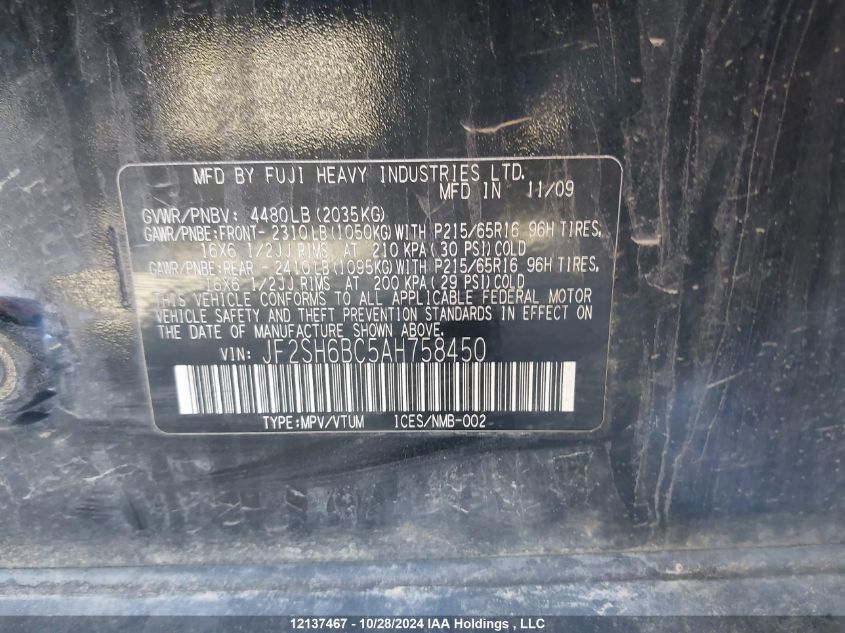 MFD BY FUJI HEAVY INDUSTRIES LTD.
MFD IN 11/09
GVWR/PNBV: 4480LB(2035KG)
GAWR/PNBE:FRONT- 2310LB(1050KG)WITH P215/65R16 96H TIRES,
16X6 1/2JJ RIMS AT 210 KPA(30 PSI)COLD
GAWR/PNBE:REAR - 2416LB(1095KG)WITH P215/65R16 96H TIRES,
16X6 1/2JJ RIMS AT 200 KPA(29 PSI)COLD
THIS VEHICLE CONFORMS TO ALL APPLICABLE FEDERAL MOTOR
VEHICLE SAFETY AND THEFT PREVENTION STANDARDS IN EFFECT ON
THE DATE OF MANUFACTURE SHOWN ABOVE.
VIN: JF2SH6BC5AH758450
TYPE:MPV/VTUM ICES/NMB-002
12137467 - 10/28/2024 IAA Holdings , LLC